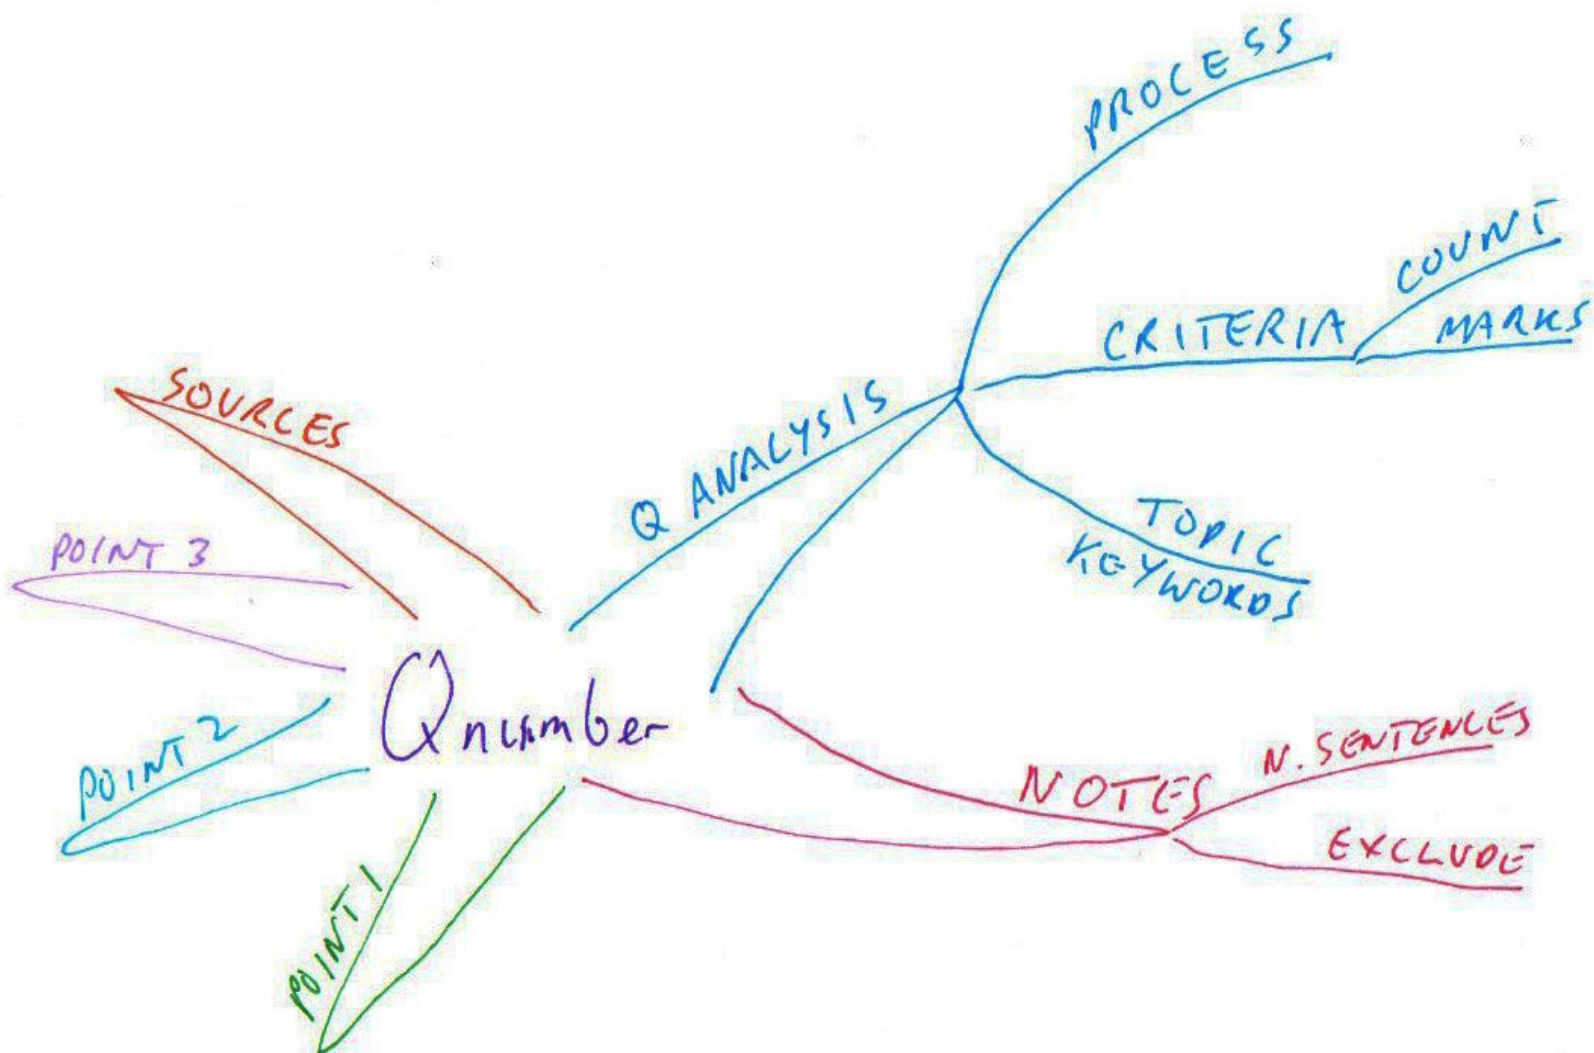 PROCESS
COUNT
CRITERIA
MARKS
SOURCES
Q ANALYSIS
TOPIC
KEYWORDS
POINT 3
Qnumber
POINT 2
N. SENTENCES
NOTES
EXCLUDE
POINT 1